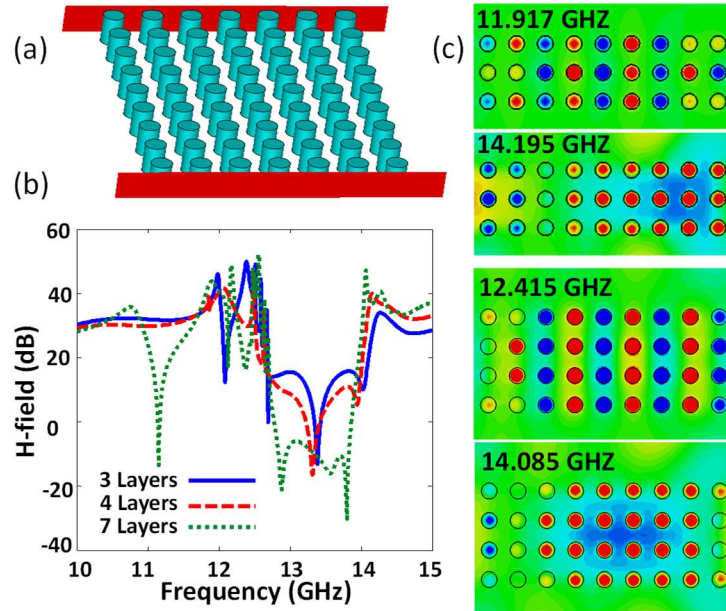 (a)
(b)
60
40
20
0
-20
-40
H-field (dB)
3 Layers
4 Layers
7 Layers
10 11 12 13 14 15
Frequency (GHz)
(c)
11.917 GHZ
14.195 GHZ
12.415 GHZ
14.085 GHZ